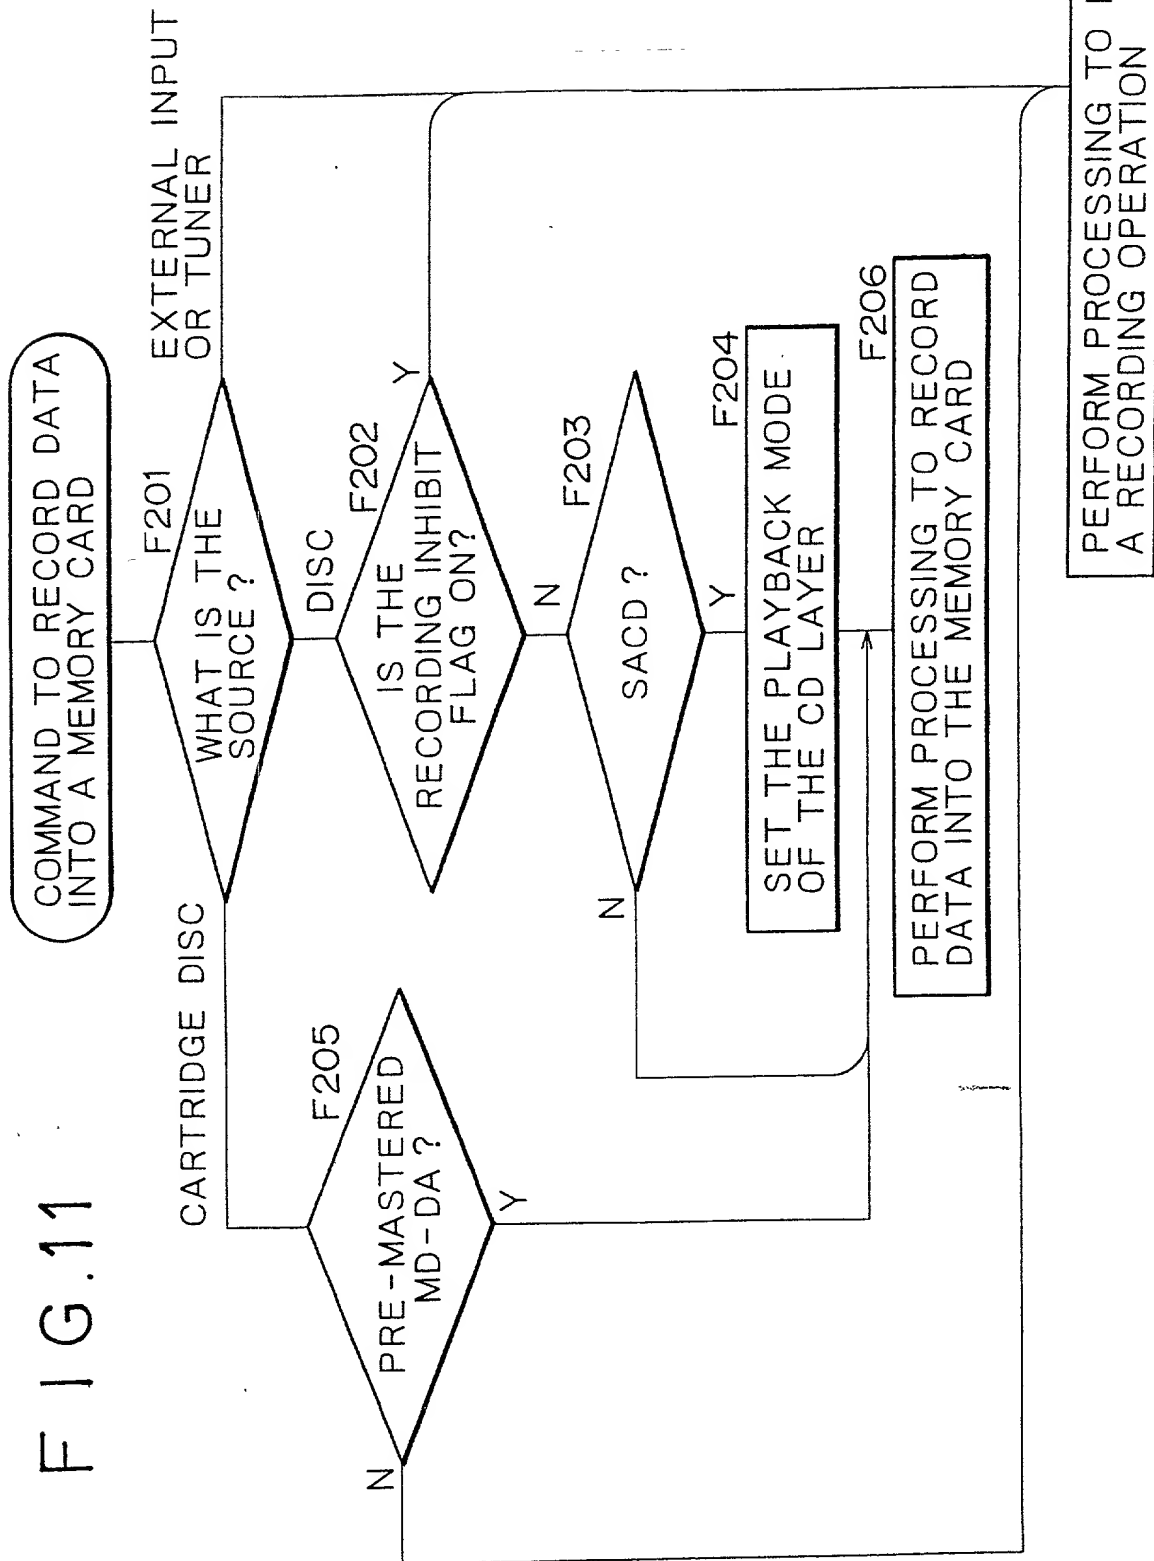 FIG.11
COMMAND TO RECORD DATA
INTO A MEMORY CARD
F201
WHAT IS THE
SOURCE?
CARTRIDGE DISC
DISC
EXTERNAL INPUT
OR TUNER
F205
PRE-MASTERED
MD-DA?
N
Y
F202
IS THE
RECORDING INHIBIT
FLAG ON?
Y
N
F203
SACD?
N
Y
F204
SET THE PLAYBACK MODE
OF THE CD LAYER
F206
PERFORM PROCESSING TO RECORD
DATA INTO THE MEMORY CARD
PERFORM PROCESSING TO
A RECORDING OPERATION